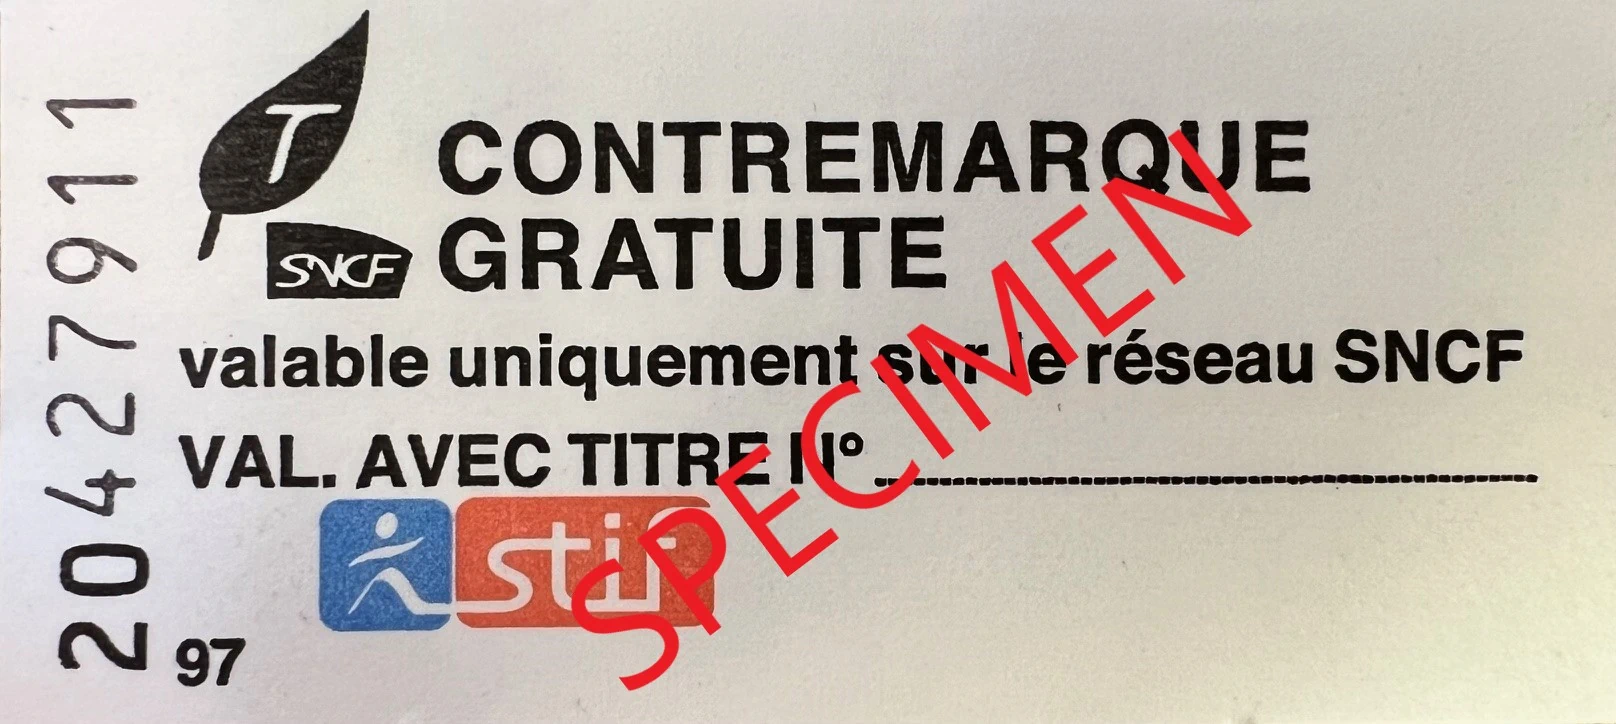 20427911
T
SNCF
CONTREMARQUE
GRATUITE
valable uniquement sur le réseau SNCF
VAL. AVEC TITRE N°
stif
97
SPECIMEN